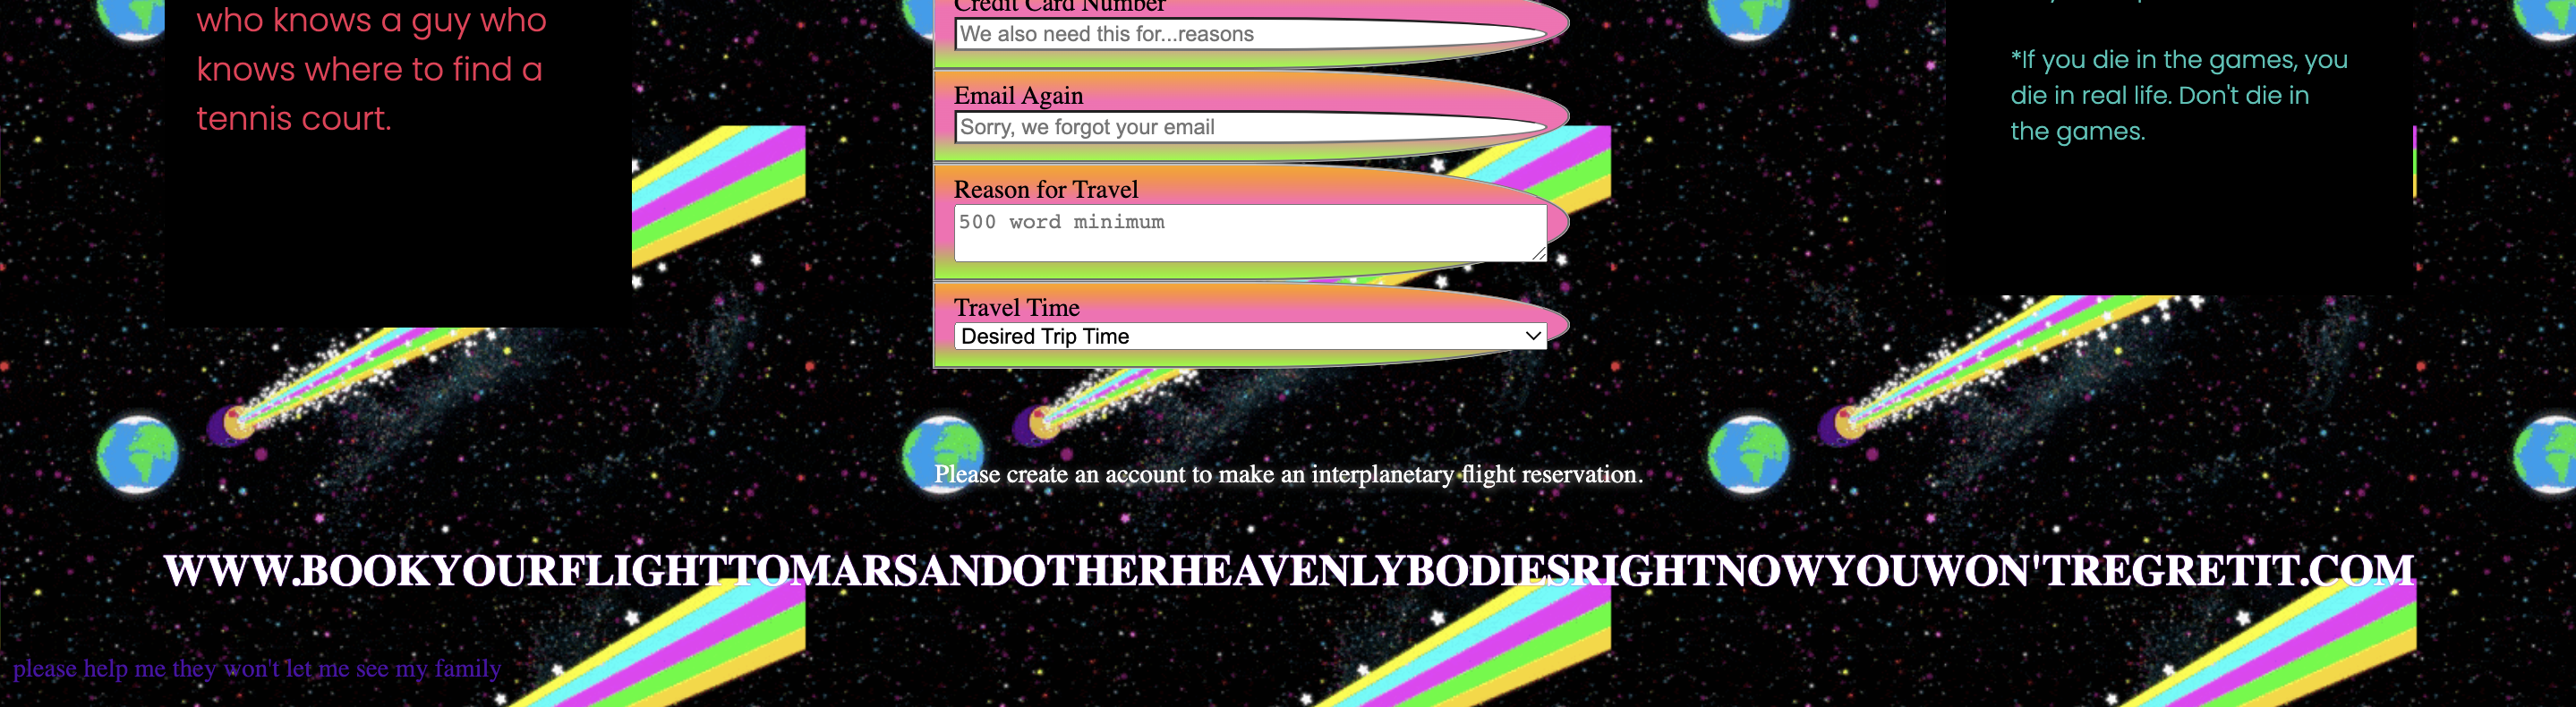 who knows a guy who
knows where to find a
tennis court.
Credit Card Number
We also need this for...reasons
Email Again
Sorry, we forgot your email
Reason for Travel
500 word minimum
Travel Time
Desired Trip Time
*If you die in the games, you
die in real life. Don't die in
the games.
Please create an account to make an interplanetary flight reservation.
WWW.BOOKYOURFLIGHTTOMARSANDOTHERHEAVENLYBODIESRIGHTNOWYOUWON'TREGRETIT.COM
please help me they won't let me see my family